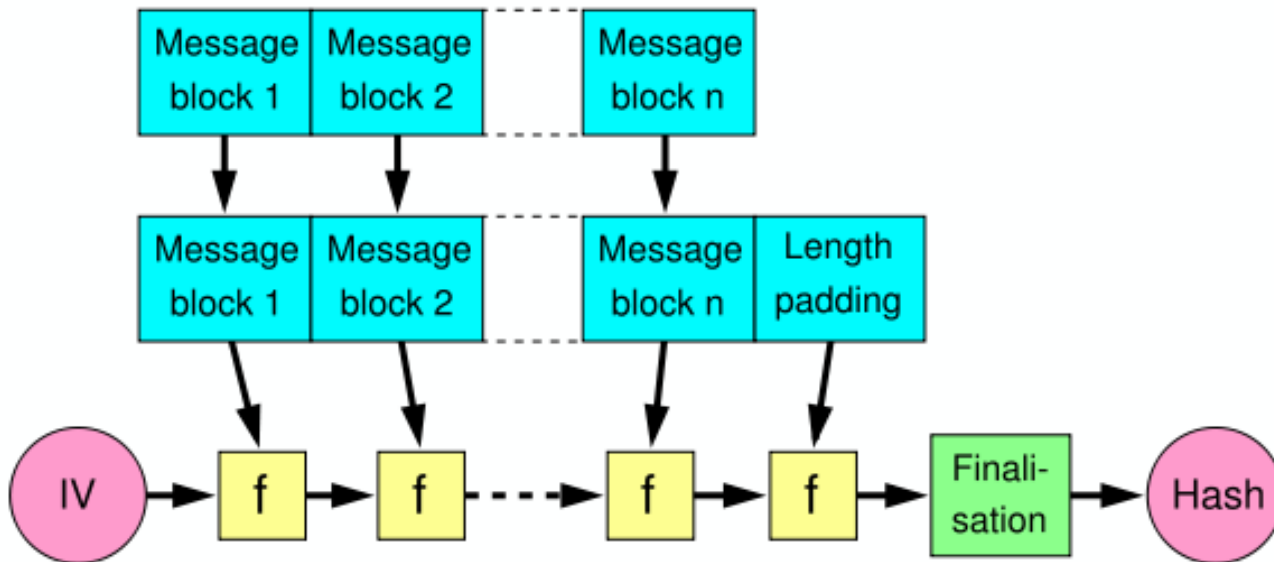 Message
block 1
Message
block 2
Message
block n
Message
block 1
Message
block 2
Message
block n
Length
padding
IV
f
f
f
f
Finali-
sation
Hash